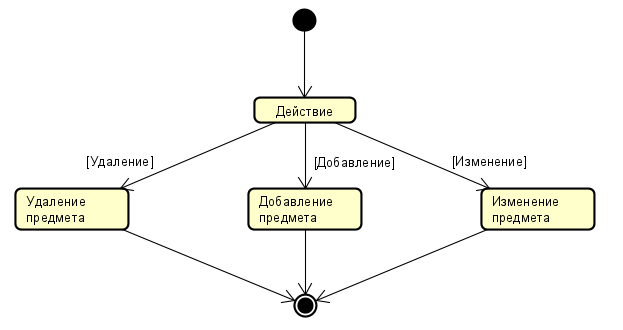 Действие
[Удаление]
[Добавление]
[Изменение]
Удаление
предмета
Добавление
предмета
Изменение
предмета